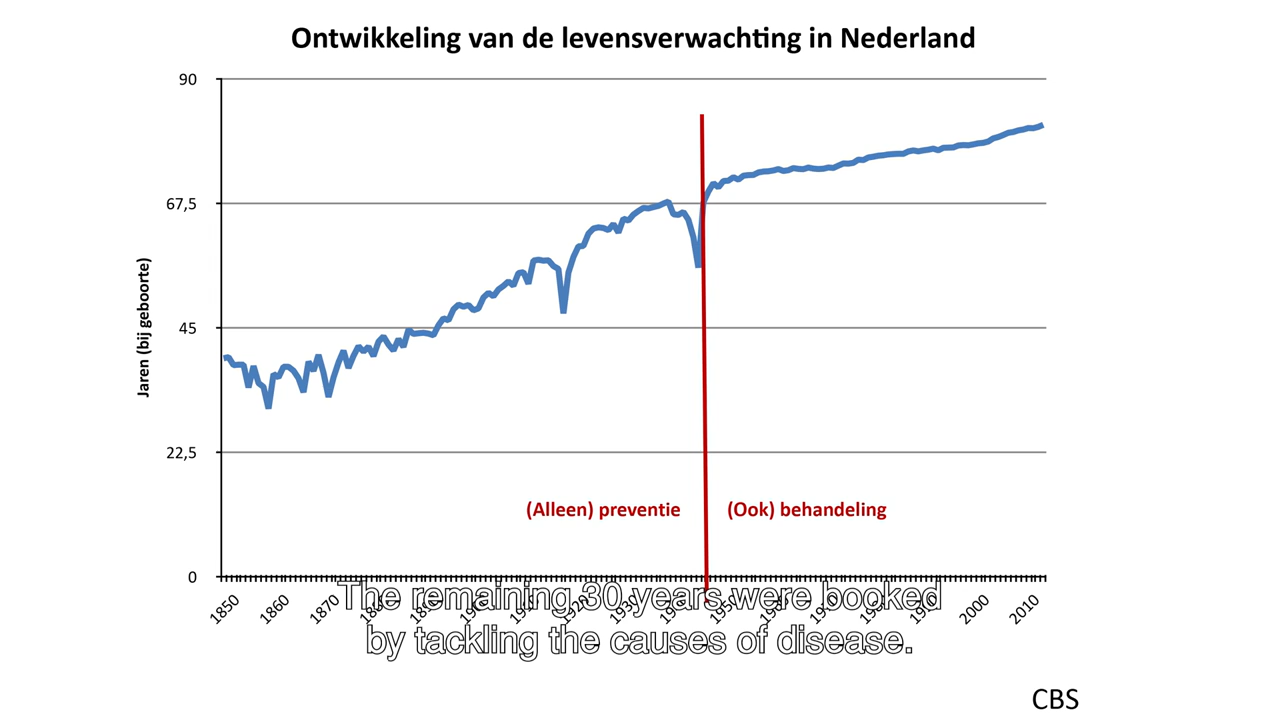 Ontwikkeling van de levensverwachting in Nederland
90
67,5
45
22,5
0
Jaren (bij geboorte)
(Alleen) preventie
(Ook) behandeling
1850
1860
1870
2000
2010
The remaining 30 years were booked
by tackling the causes of disease.
CBS